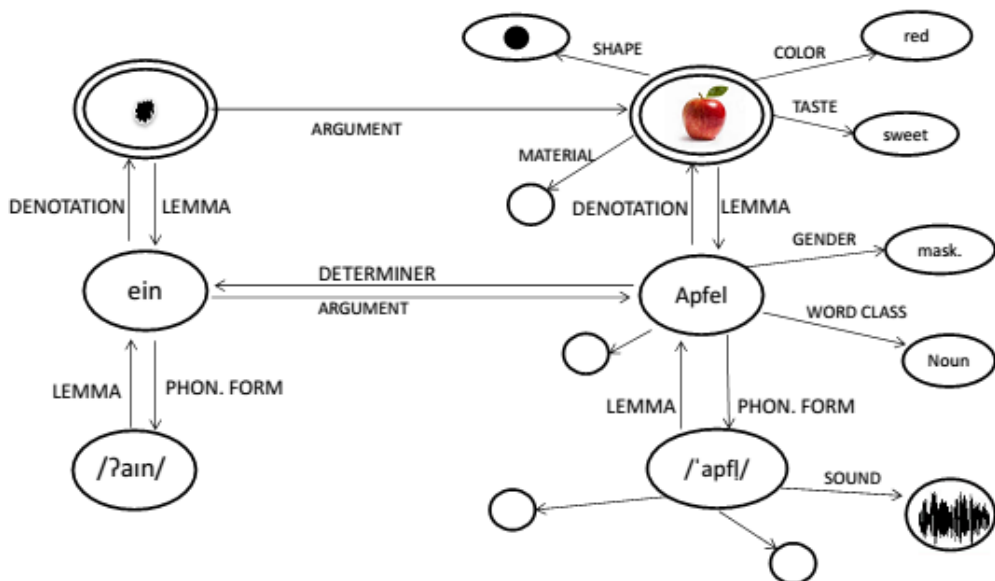 SHAPE
COLOR
red
ARGUMENT
TASTE
sweet
MATERIAL
DENOTATION
LEMMA
DENOTATION
LEMMA
GENDER
mask.
ein
DETERMINER
ARGUMENT
Apfel
WORD CLASS
Noun
LEMMA
PHON. FORM
LEMMA
PHON. FORM
/ʔaɪn/
/ˈapfl̩/
SOUND